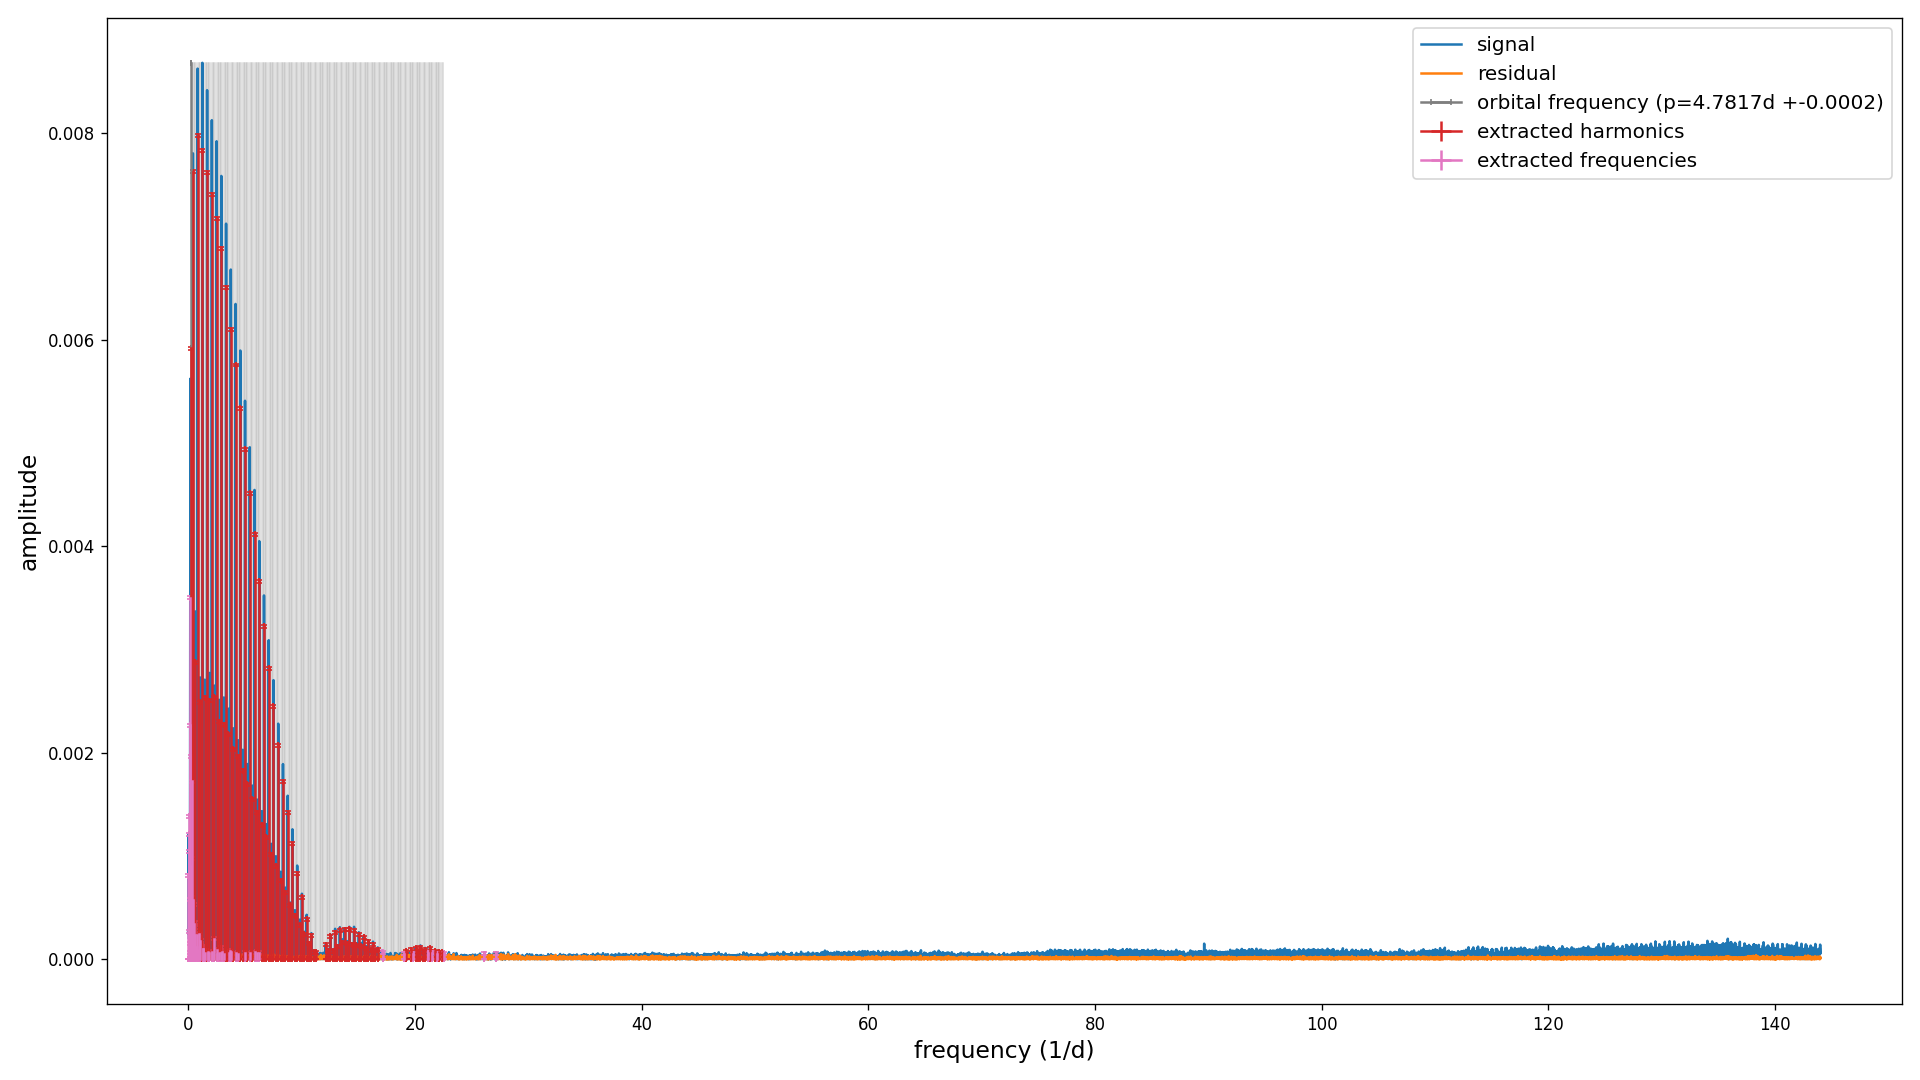 signal
residual
orbital frequency (p=4.7817d +-0.0002)
extracted harmonics
extracted frequencies
amplitude
0.008
0.006
0.004
0.002
0.000
0 20 40 60 80 100 120 140
frequency (1/d)